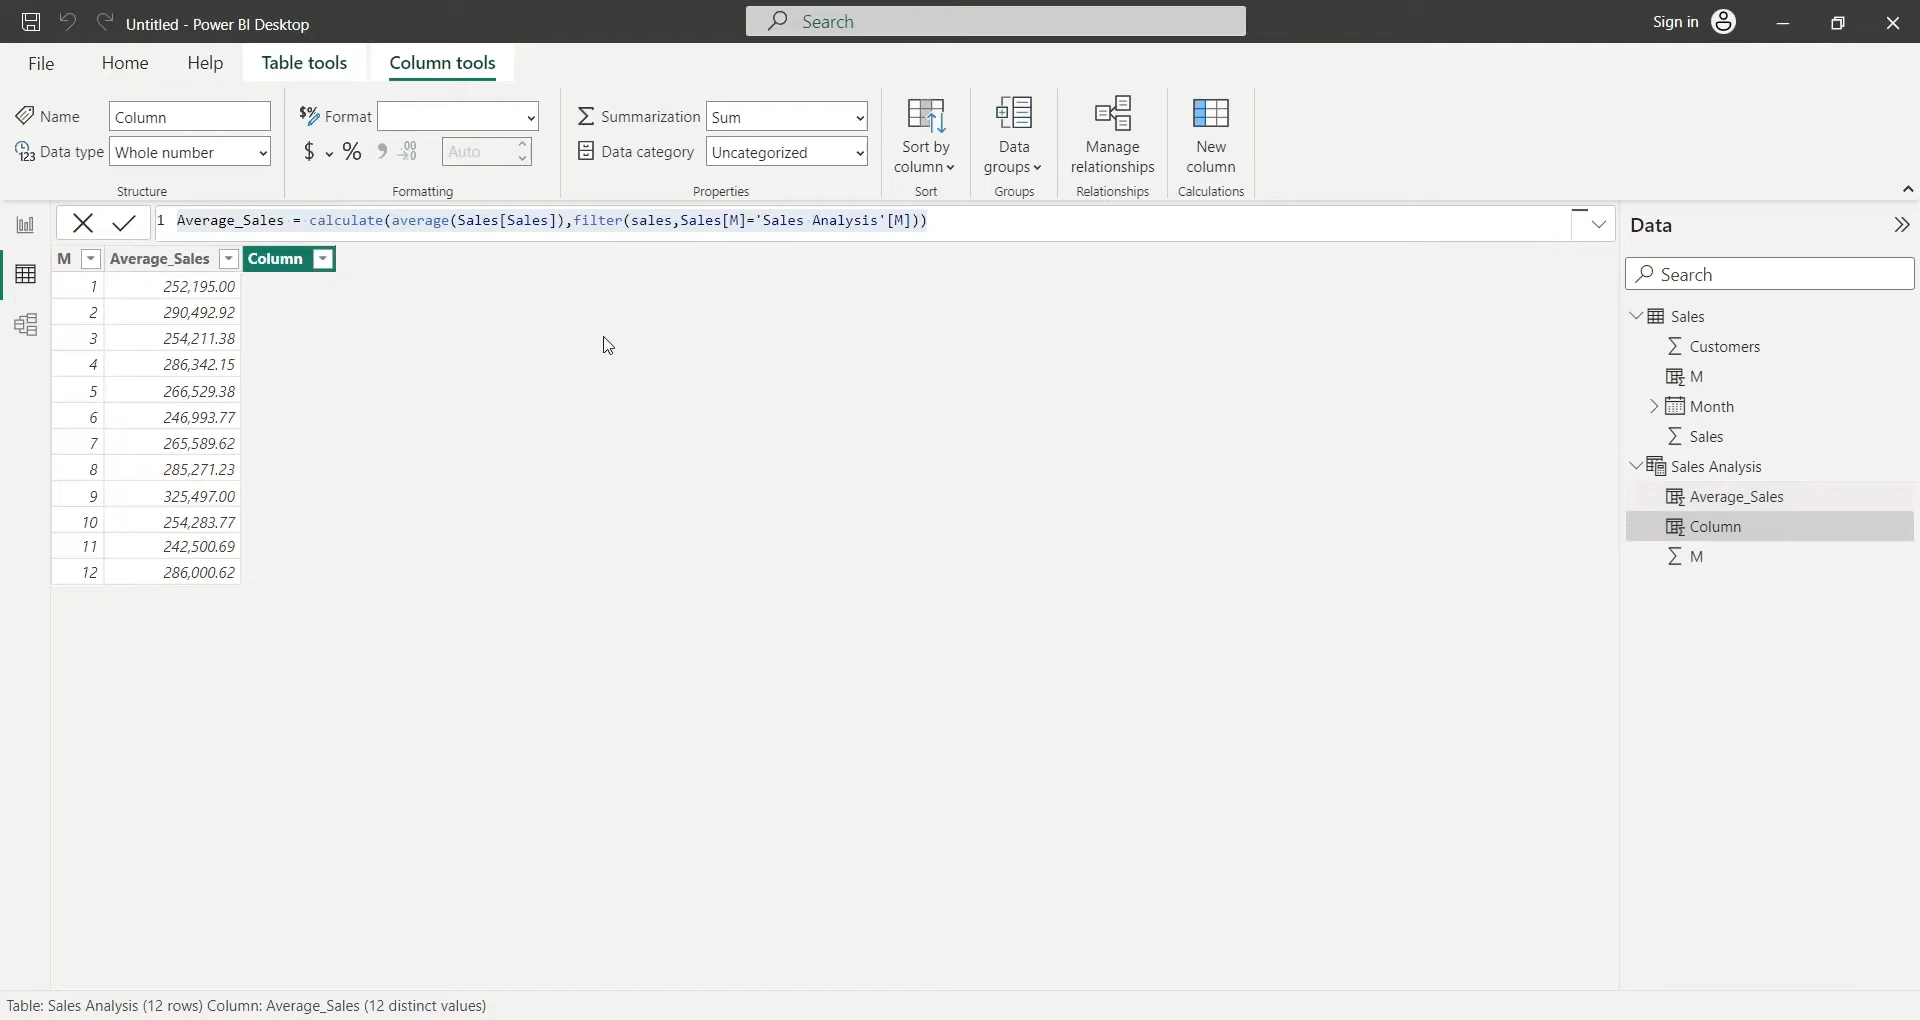 Untitled - Power BI Desktop
Search
Sign in
File
Home
Help
Table tools
Column tools
Name
Column
Format
Summarization
Sum
Data type
Whole number
$
%
Auto
Data category
Uncategorized
Sort by
column
Data
groups
Manage
relationships
New
column
Structure
Formatting
Properties
Sort
Groups
Relationships
Calculations
1 Average_Sales = calculate(average(Sales[Sales]),filter(sales,Sales[M]='Sales Analysis'[M]))
M Average_Sales Column
1 252,195.00
2 290,492.92
3 254,211.38
4 286,342.15
5 266,529.38
6 246,993.77
7 265,589.62
8 285,271.23
9 325,497.00
10 254,283.77
11 242,500.69
12 286,000.62
Data
Search
Sales
Customers
M
Month
Sales
Sales Analysis
Average_Sales
Column
M
Table: Sales Analysis (12 rows) Column: Average_Sales (12 distinct values)